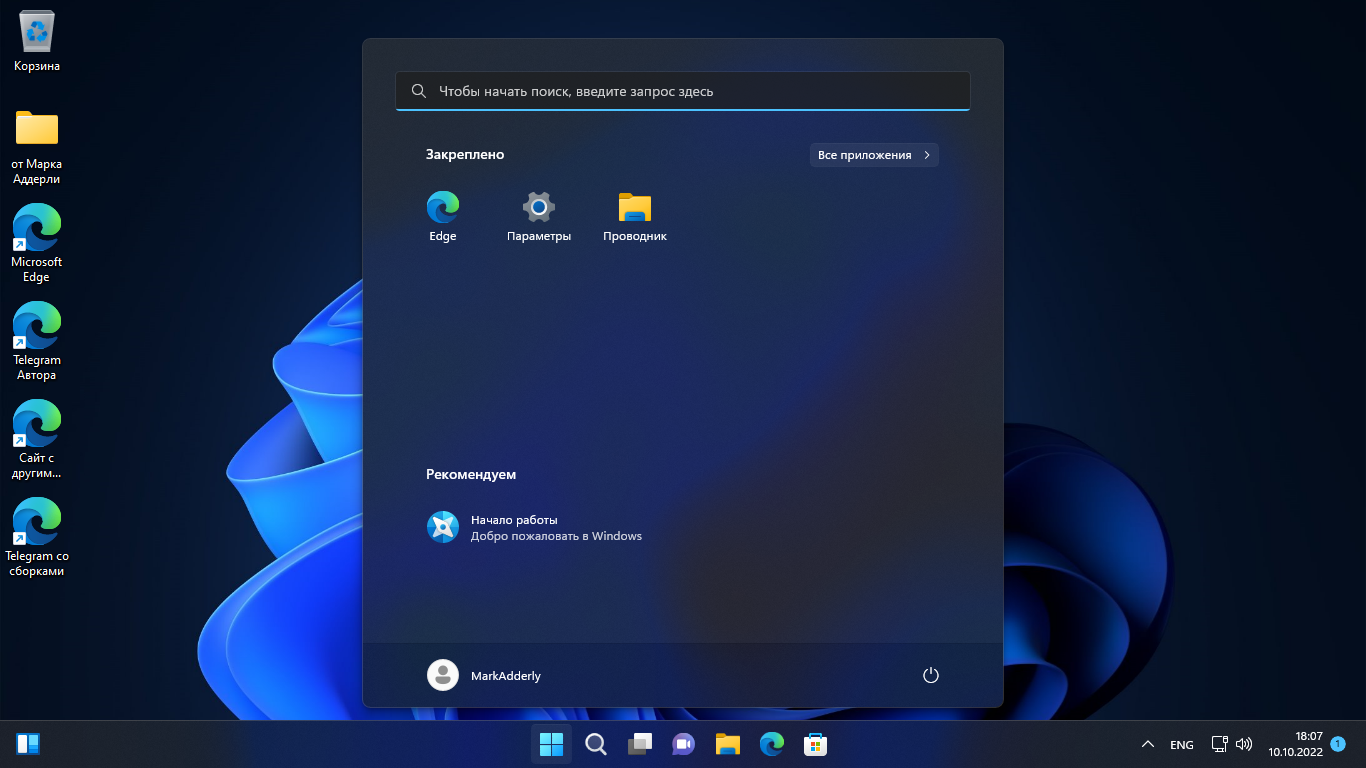 Корзина
от Марка
Аддерли
Microsoft
Edge
Telegram
Автора
Сайт с
другим...
Telegram со
сборками
Чтобы начать поиск, введите запрос здесь
Закреплено
Все приложения
Edge
Параметры
Проводник
Рекомендуем
Начало работы
Добро пожаловать в Windows
MarkAdderly
ENG
18:07
10.10.2022
1